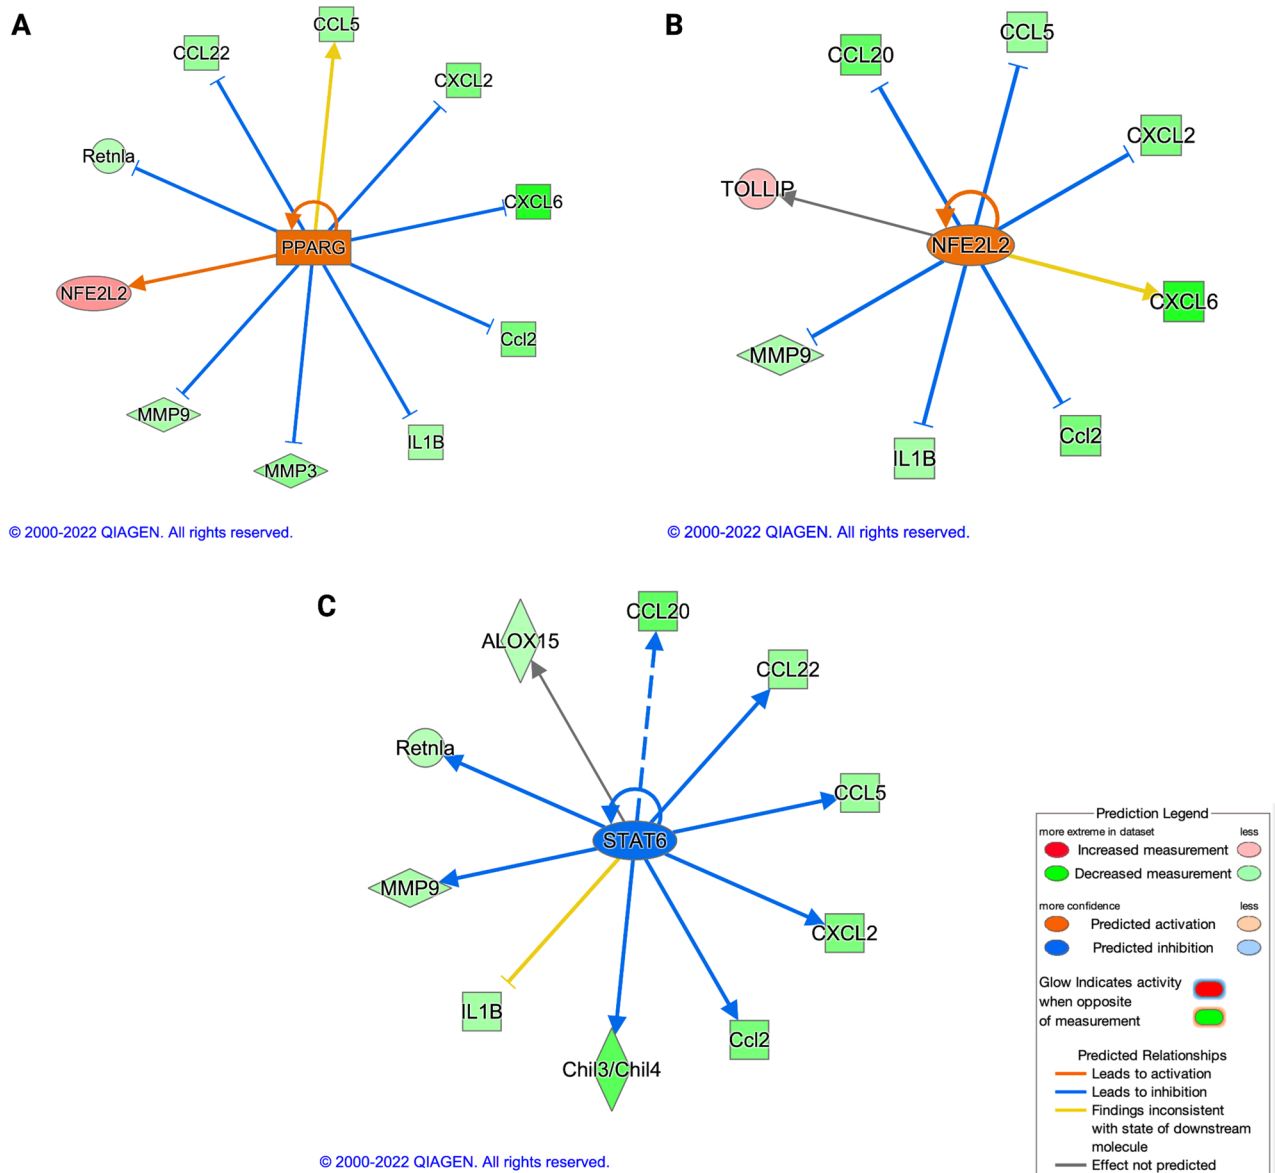 A
CCL5
CCL22
CXCL2
Retnla
CXCL6
PPARG
NFE2L2
Ccl2
MMP9
IL1B
MMP3
© 2000-2022 QIAGEN. All rights reserved.
B
CCL5
CCL20
CXCL2
TOLLIP
NFE2L2
CXCL6
MMP9
Ccl2
IL1B
© 2000-2022 QIAGEN. All rights reserved.
C
CCL20
ALOX15
CCL22
Retnla
CCL5
STAT6
MMP9
CXCL2
IL1B
Ccl2
Chil3/Chil4
© 2000-2022 QIAGEN. All rights reserved.
Prediction Legend
more extreme in dataset less
Increased measurement
Decreased measurement
more confidence less
Predicted activation
Predicted inhibition
Glow Indicates activity
when opposite
of measurement
Predicted Relationships
Leads to activation
Leads to inhibition
Findings inconsistent
with state of downstream
molecule
Effect not predicted